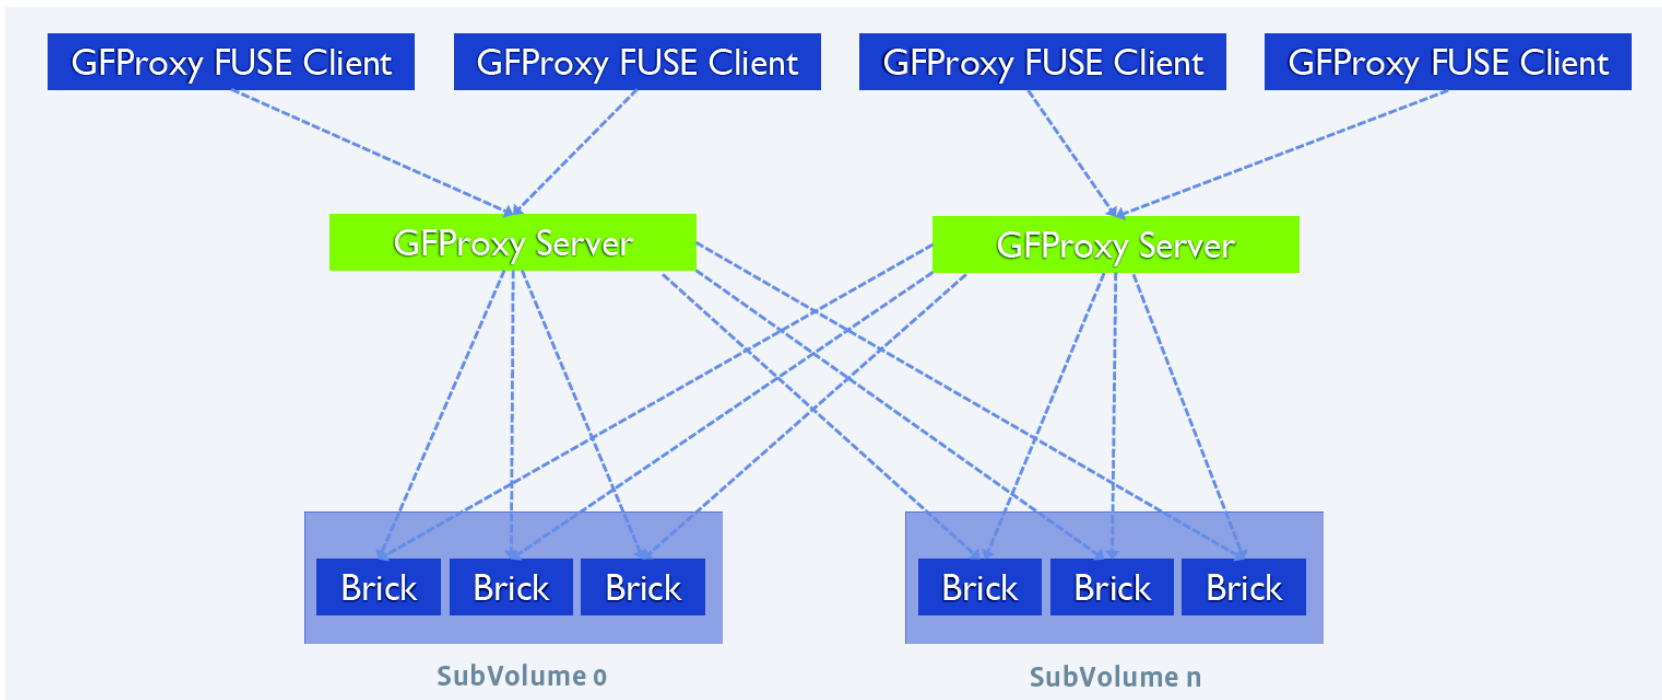 GFProxy FUSE Client
GFProxy FUSE Client
GFProxy FUSE Client
GFProxy FUSE Client
GFProxy Server
GFProxy Server
Brick
Brick
Brick
Brick
Brick
Brick
SubVolume 0
SubVolume n